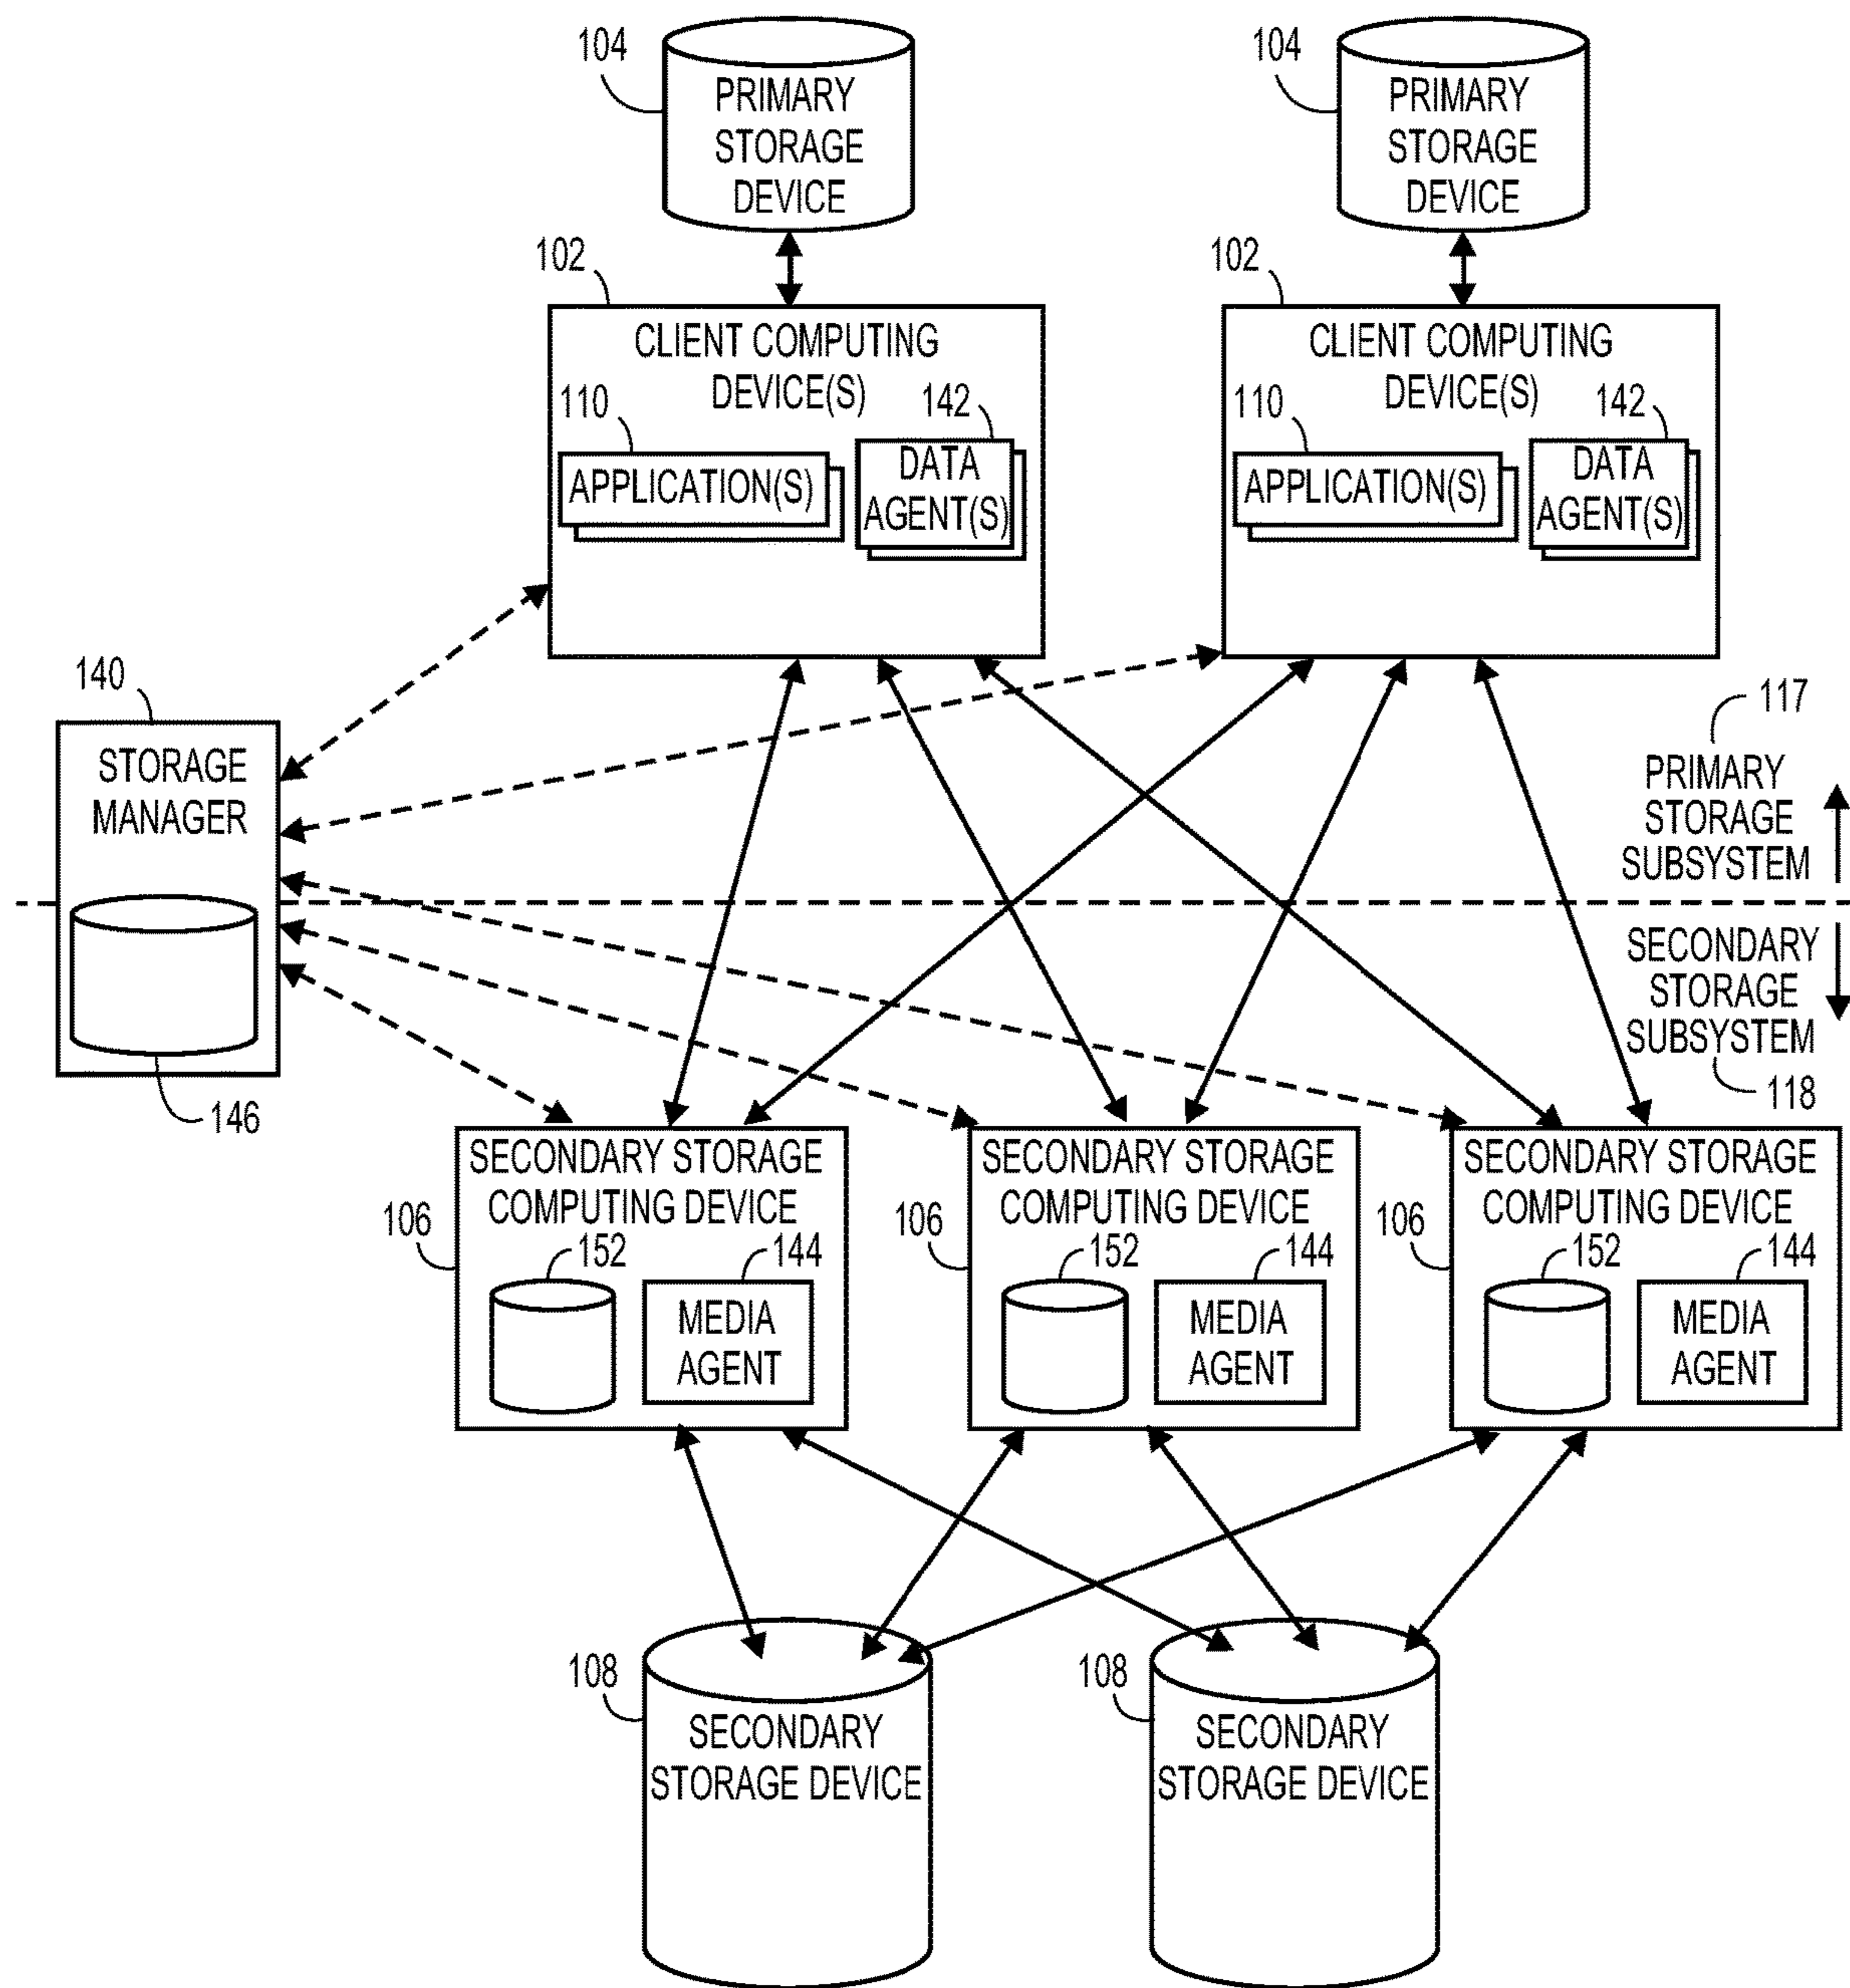 104
PRIMARY
STORAGE
DEVICE
104
PRIMARY
STORAGE
DEVICE
102
CLIENT COMPUTING
DEVICE(S)
110
APPLICATION(S)
142
DATA
AGENT(S)
102
CLIENT COMPUTING
DEVICE(S)
110
APPLICATION(S)
142
DATA
AGENT(S)
140
STORAGE
MANAGER
146
117
PRIMARY
STORAGE
SUBSYSTEM
SECONDARY
STORAGE
SUBSYSTEM
118
106
SECONDARY STORAGE
COMPUTING DEVICE
152
144
MEDIA
AGENT
106
SECONDARY STORAGE
COMPUTING DEVICE
152
144
MEDIA
AGENT
106
SECONDARY STORAGE
COMPUTING DEVICE
152
144
MEDIA
AGENT
108
SECONDARY
STORAGE DEVICE
108
SECONDARY
STORAGE DEVICE